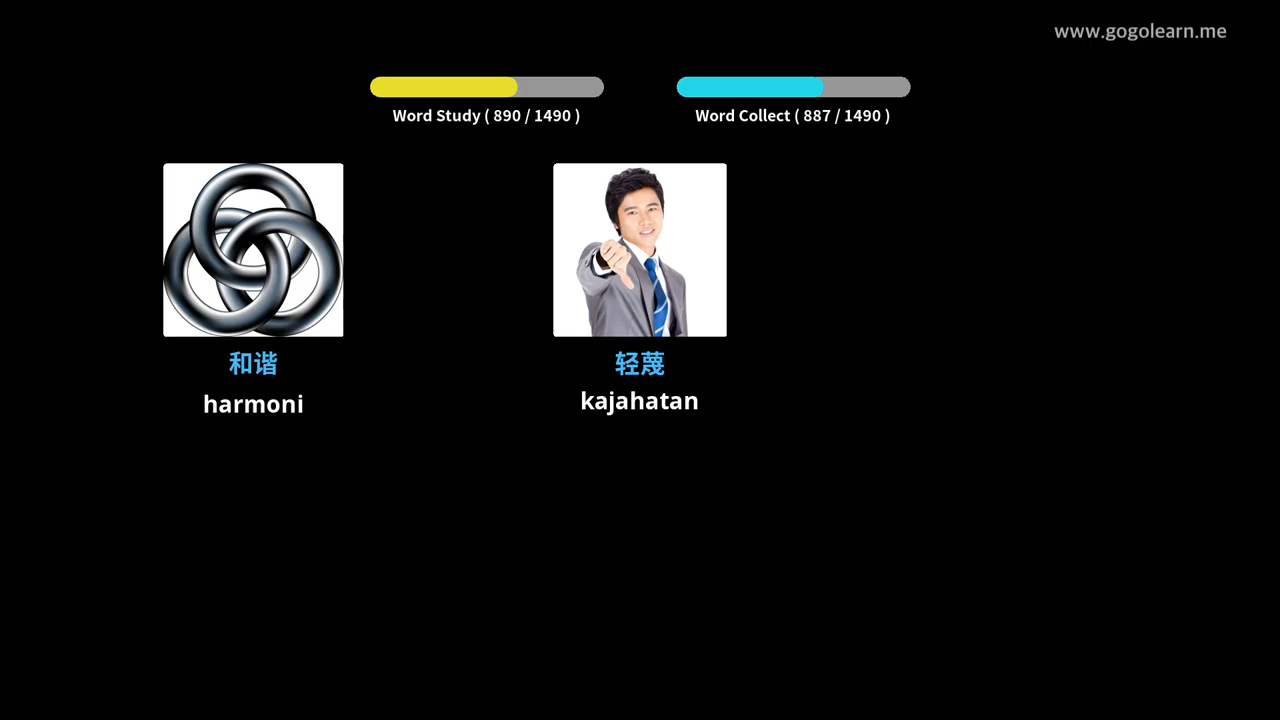 www.gogolearn.me
Word Study ( 890 / 1490 )
Word Collect ( 887 / 1490 )
和谐
harmoni
轻蔑
kajahatan